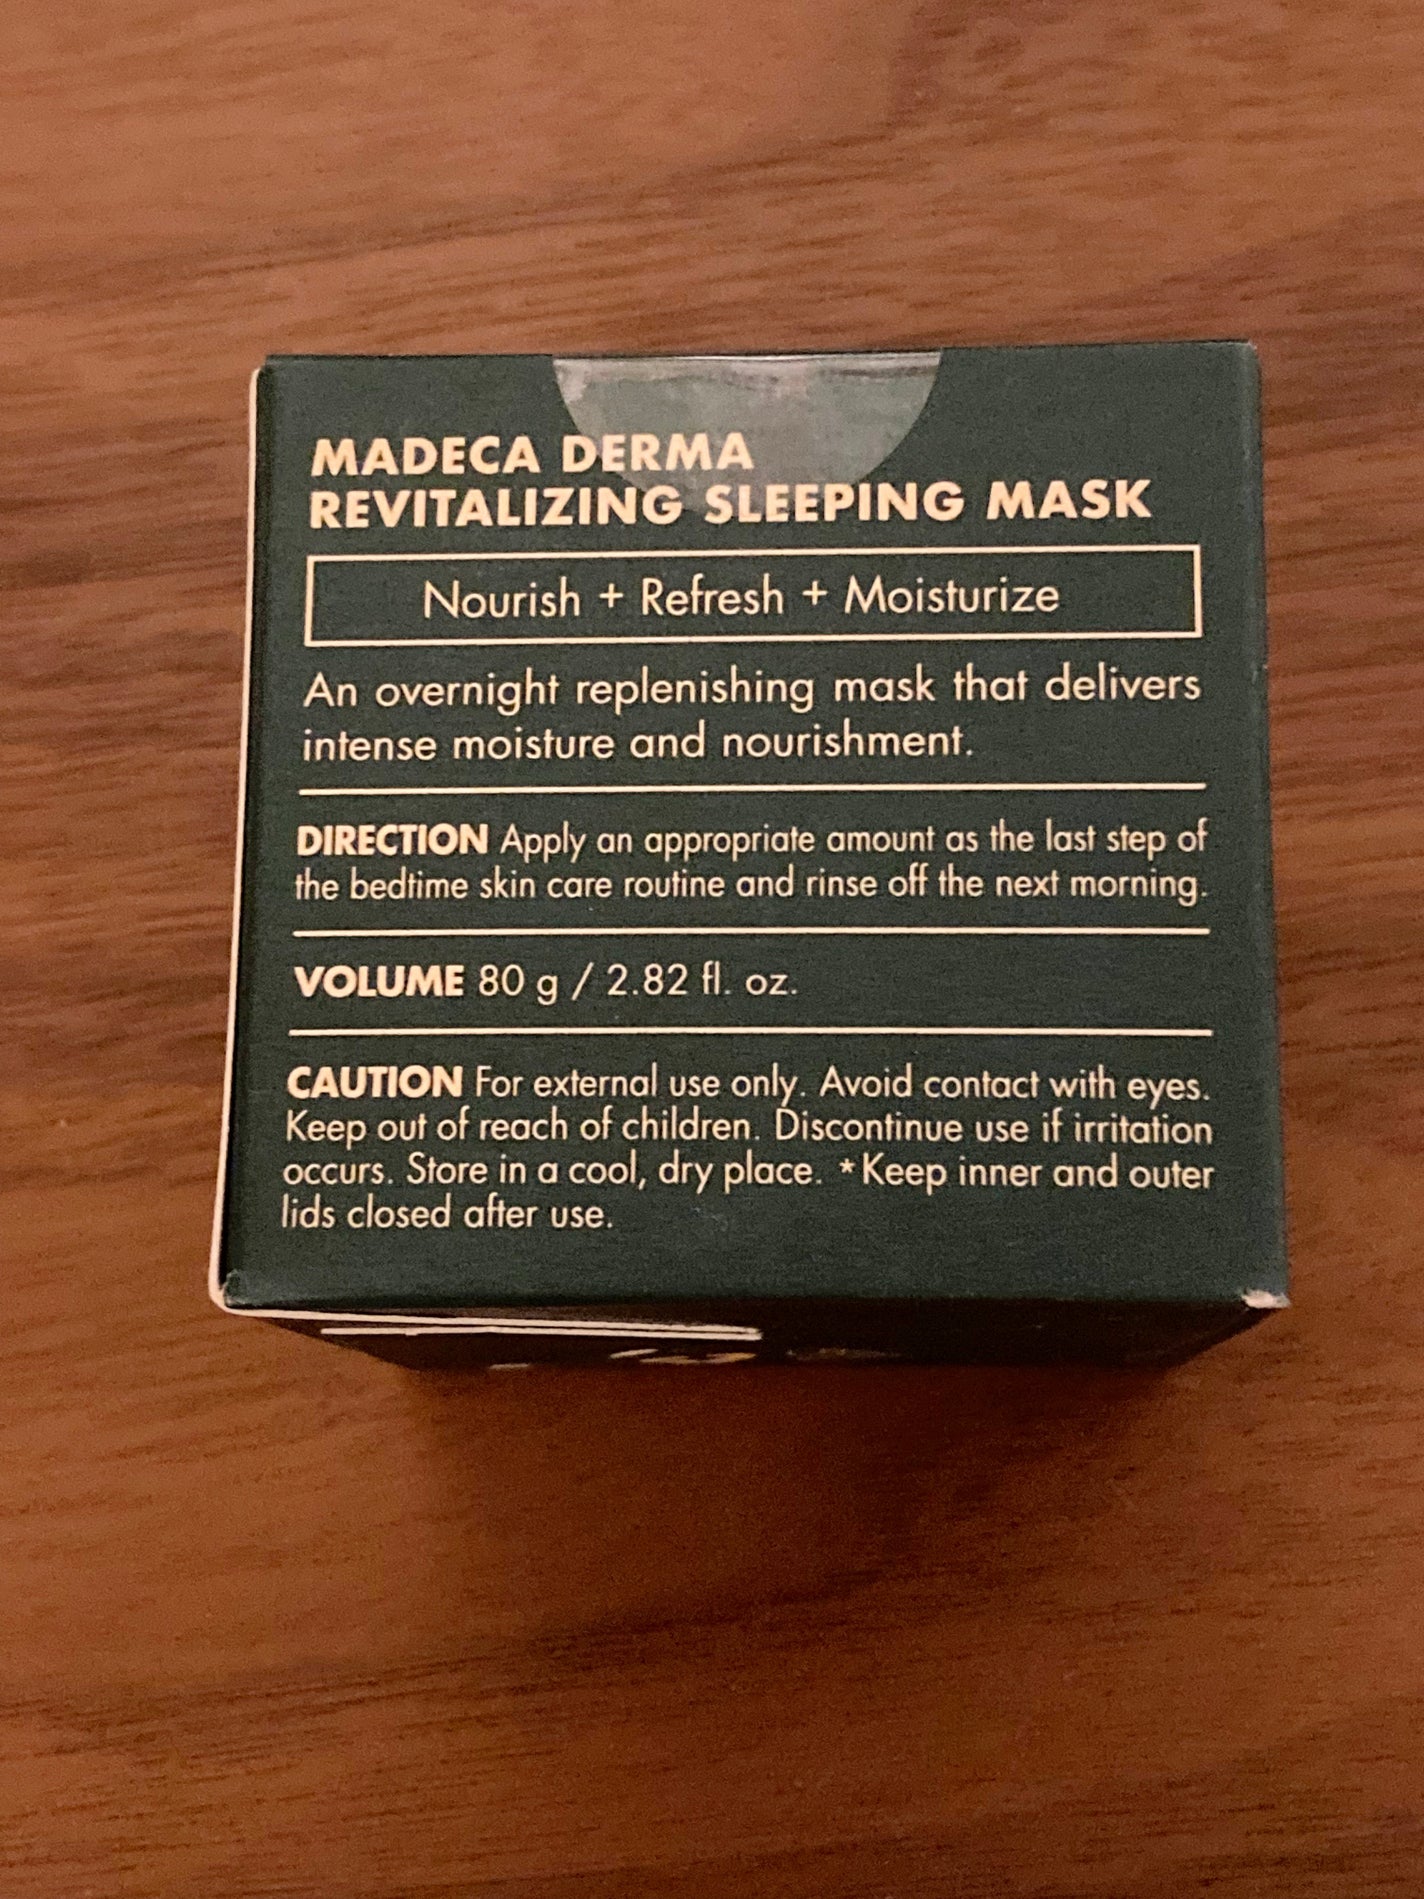 MADECA DERMA
REVITALIZING SLEEPING MASK
Nourish + Refresh + Moisturize
An overnight replenishing mask that delivers
intense moisture and nourishment.
DIRECTION Apply an appropriate amount as the last step of
the bedtime skin care routine and rinse off the next morning.
VOLUME 80 g / 2.82 fl. oz.
CAUTION For external use only. Avoid contact with eyes.
Keep out of reach of children. Discontinue use if irritation
occurs. Store in a cool, dry place. *Keep inner and outer
lids closed after use.